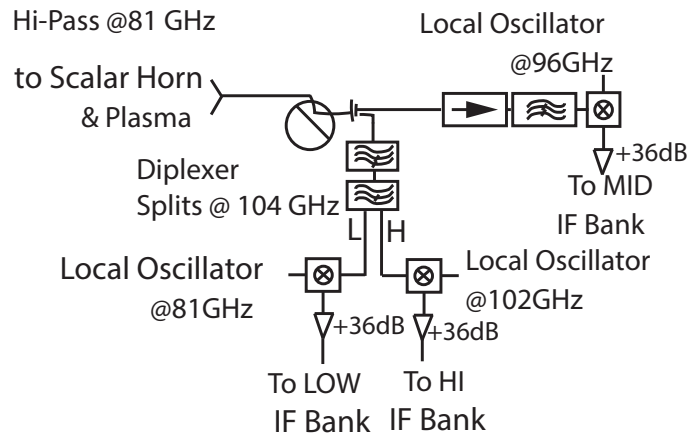 Hi-Pass @81 GHz
Local Oscillator
@96GHz
to Scalar Horn
& Plasma
+36dB
To MID
IF Bank
Diplexer
Splits @ 104 GHz
L
H
Local Oscillator
@81GHz
Local Oscillator
@102GHz
+36dB
+36dB
To LOW
IF Bank
To HI
IF Bank